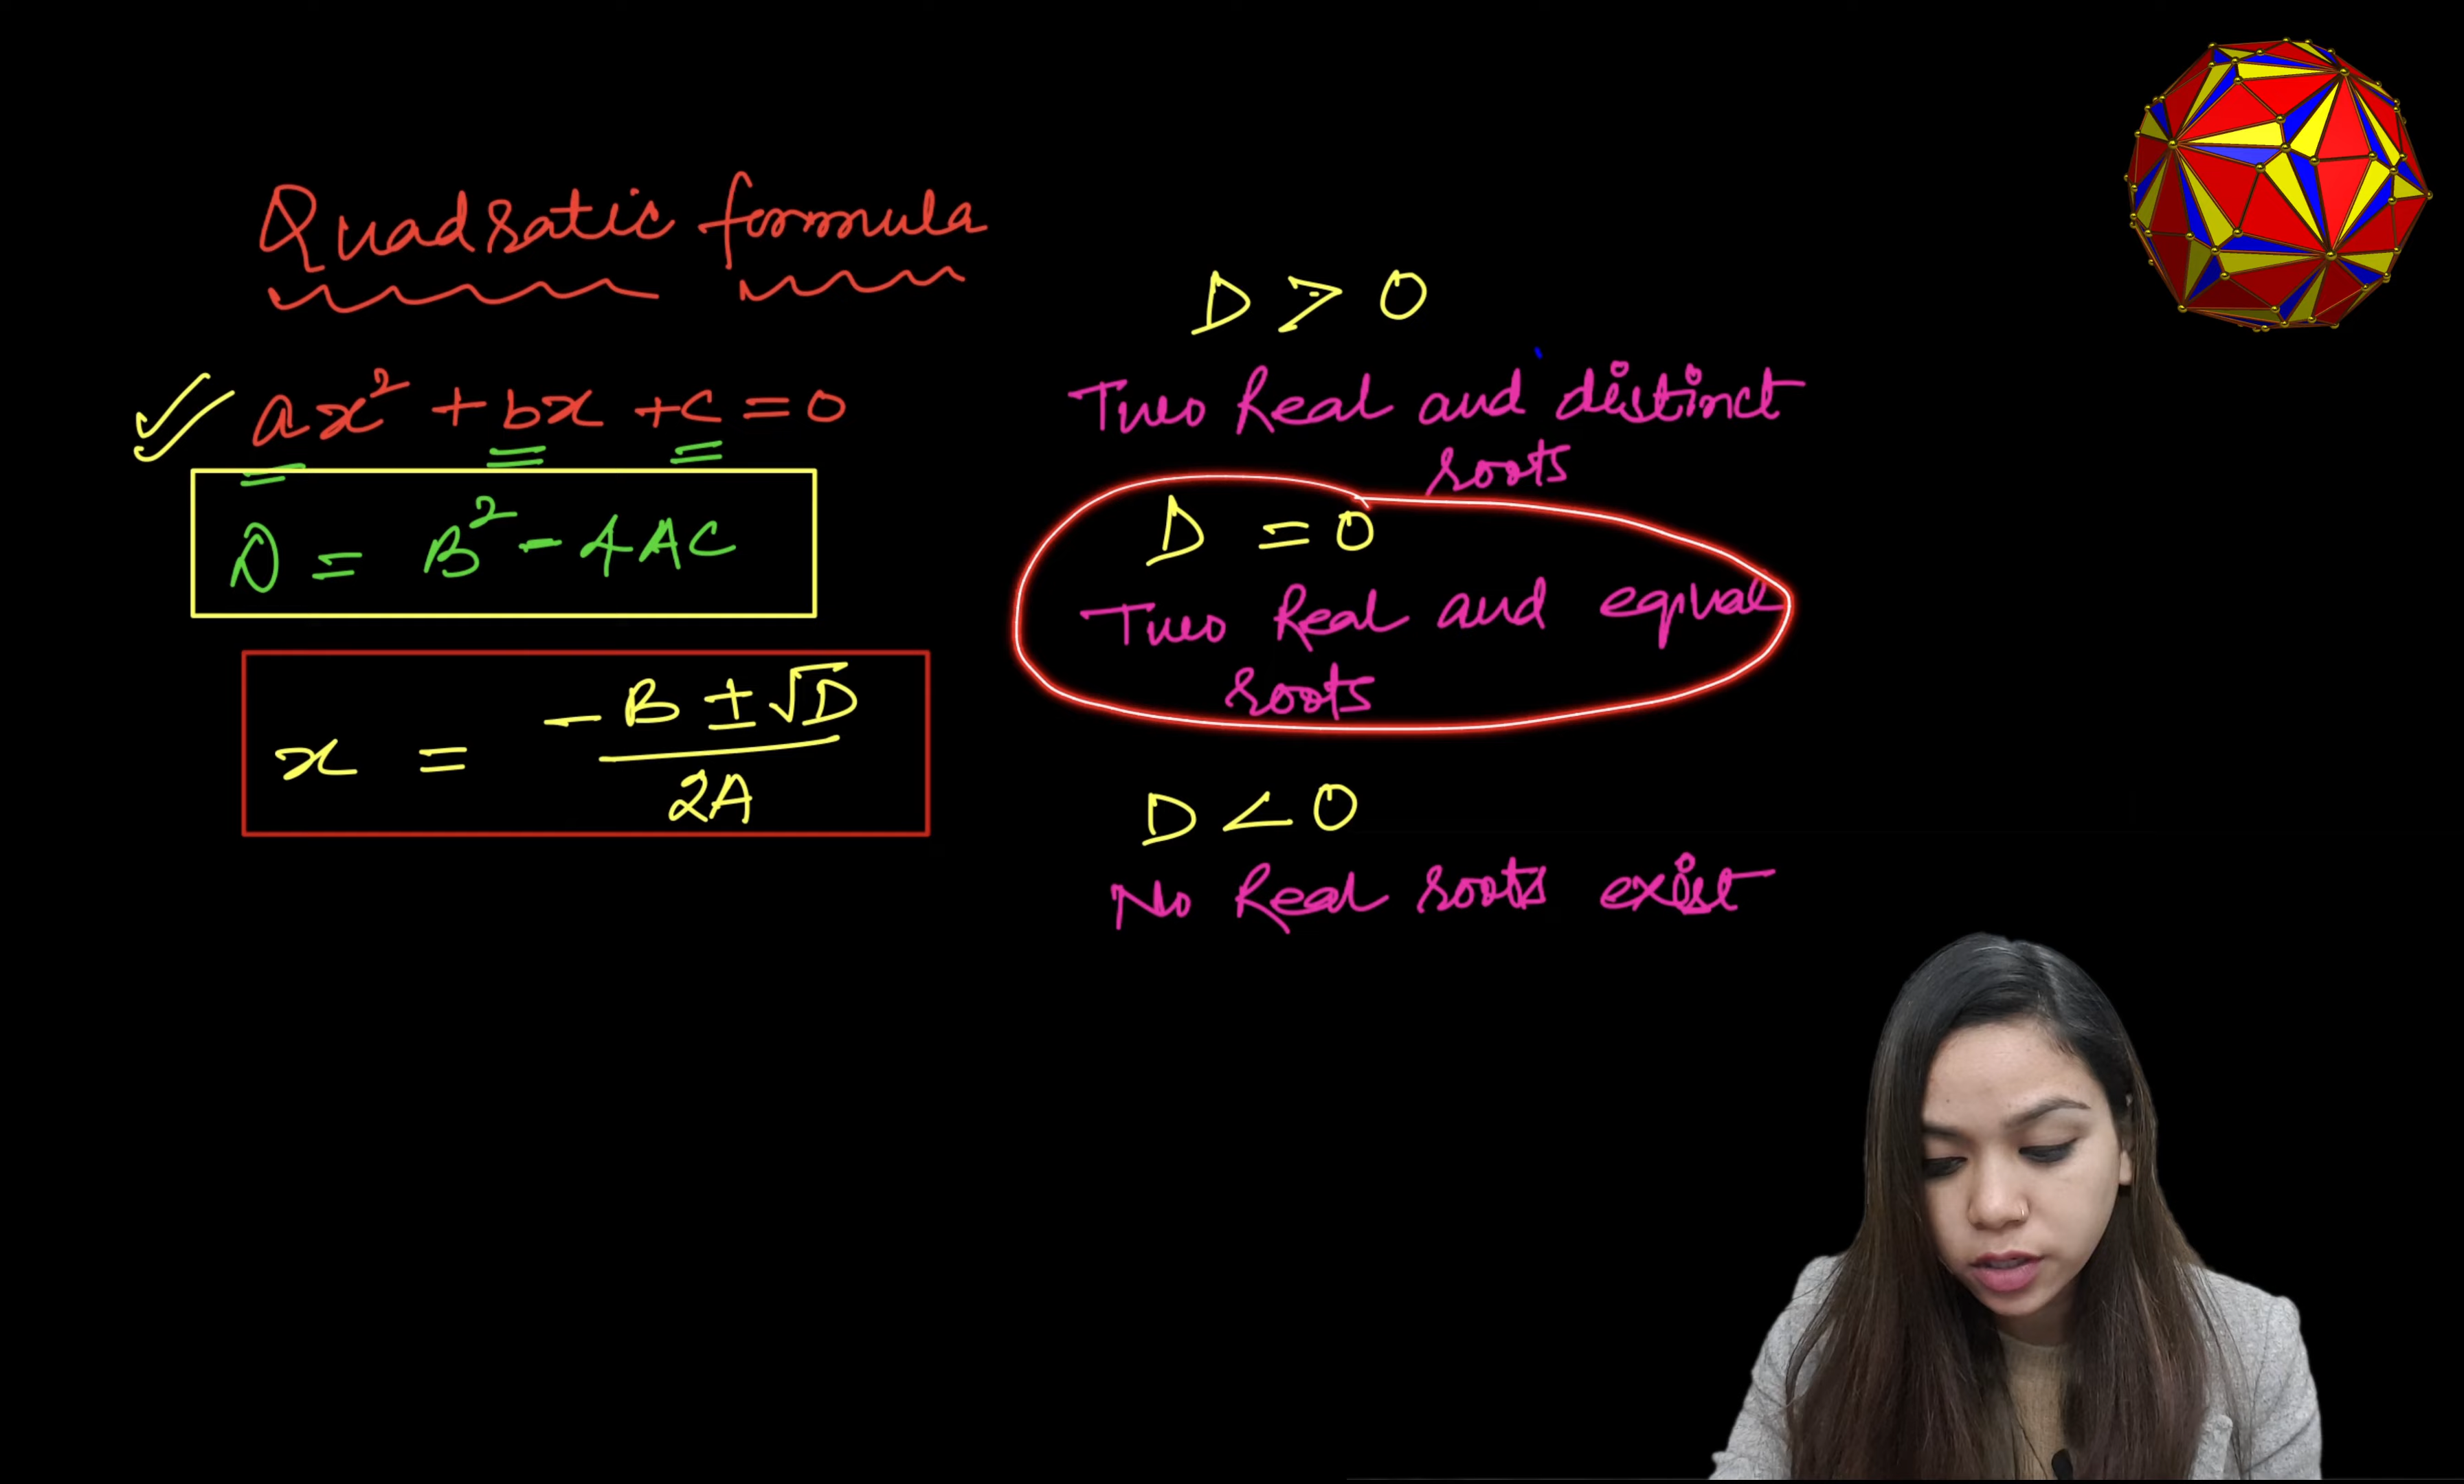 Quadratic formula
ax² + bx + c = 0
D = B² - 4AC
x = -B ± √D / 2A
D > 0
Two Real and distinct
roots
D = 0
Two Real and equal
roots
D < 0
No Real roots exist